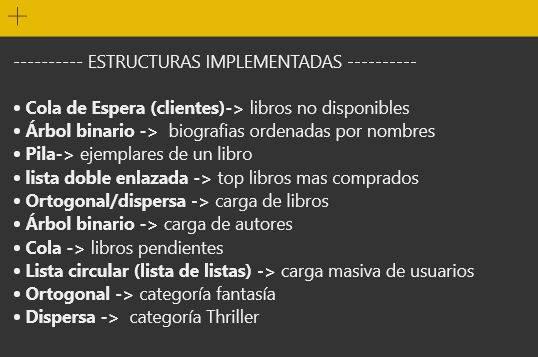 ---------- ESTRUCTURAS IMPLEMENTADAS ----------
• Cola de Espera (clientes)-> libros no disponibles
• Árbol binario -> biografias ordenadas por nombres
• Pila-> ejemplares de un libro
• lista doble enlazada -> top libros mas comprados
• Ortogonal/dispersa -> carga de libros
• Árbol binario -> carga de autores
• Cola -> libros pendientes
• Lista circular (lista de listas) -> carga masiva de usuarios
• Ortogonal -> categoría fantasía
• Dispersa -> categoría Thriller